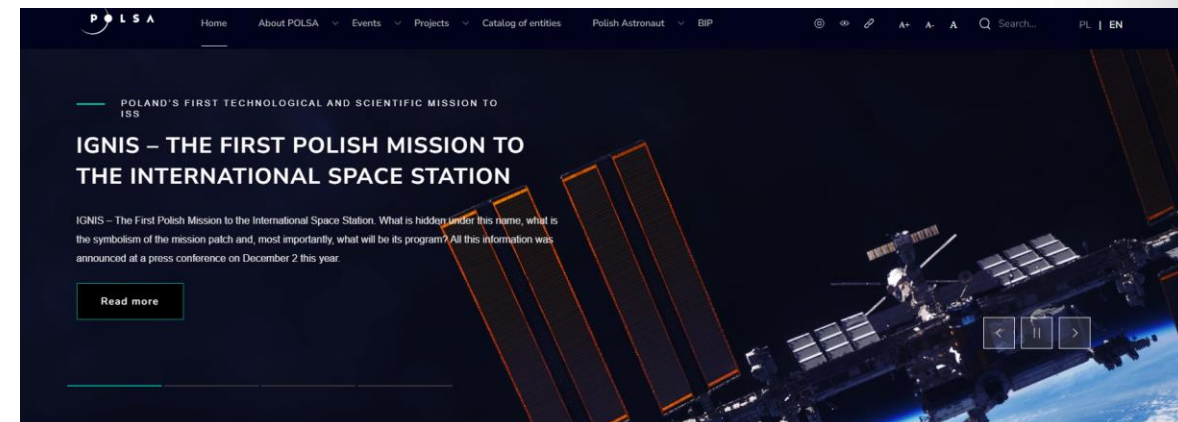 POLSA
Home About POLSA Events Projects Catalog of entities Polish Astronaut BIP A+ A- A Search... PL | EN
POLAND'S FIRST TECHNOLOGICAL AND SCIENTIFIC MISSION TO
ISS
IGNIS – THE FIRST POLISH MISSION TO
THE INTERNATIONAL SPACE STATION
IGNIS – The First Polish Mission to the International Space Station. What is hidden under this name, what is
the symbolism of the mission patch and, most importantly, what will be its program? All this information was
announced at a press conference on December 2 this year.
Read more